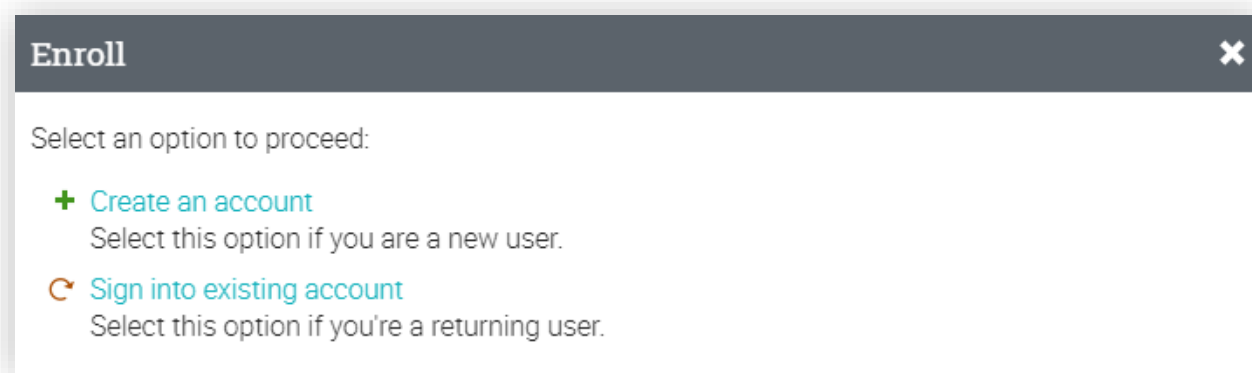 Enroll
Select an option to proceed:
Create an account
Select this option if you are a new user.
Sign into existing account
Select this option if you're a returning user.